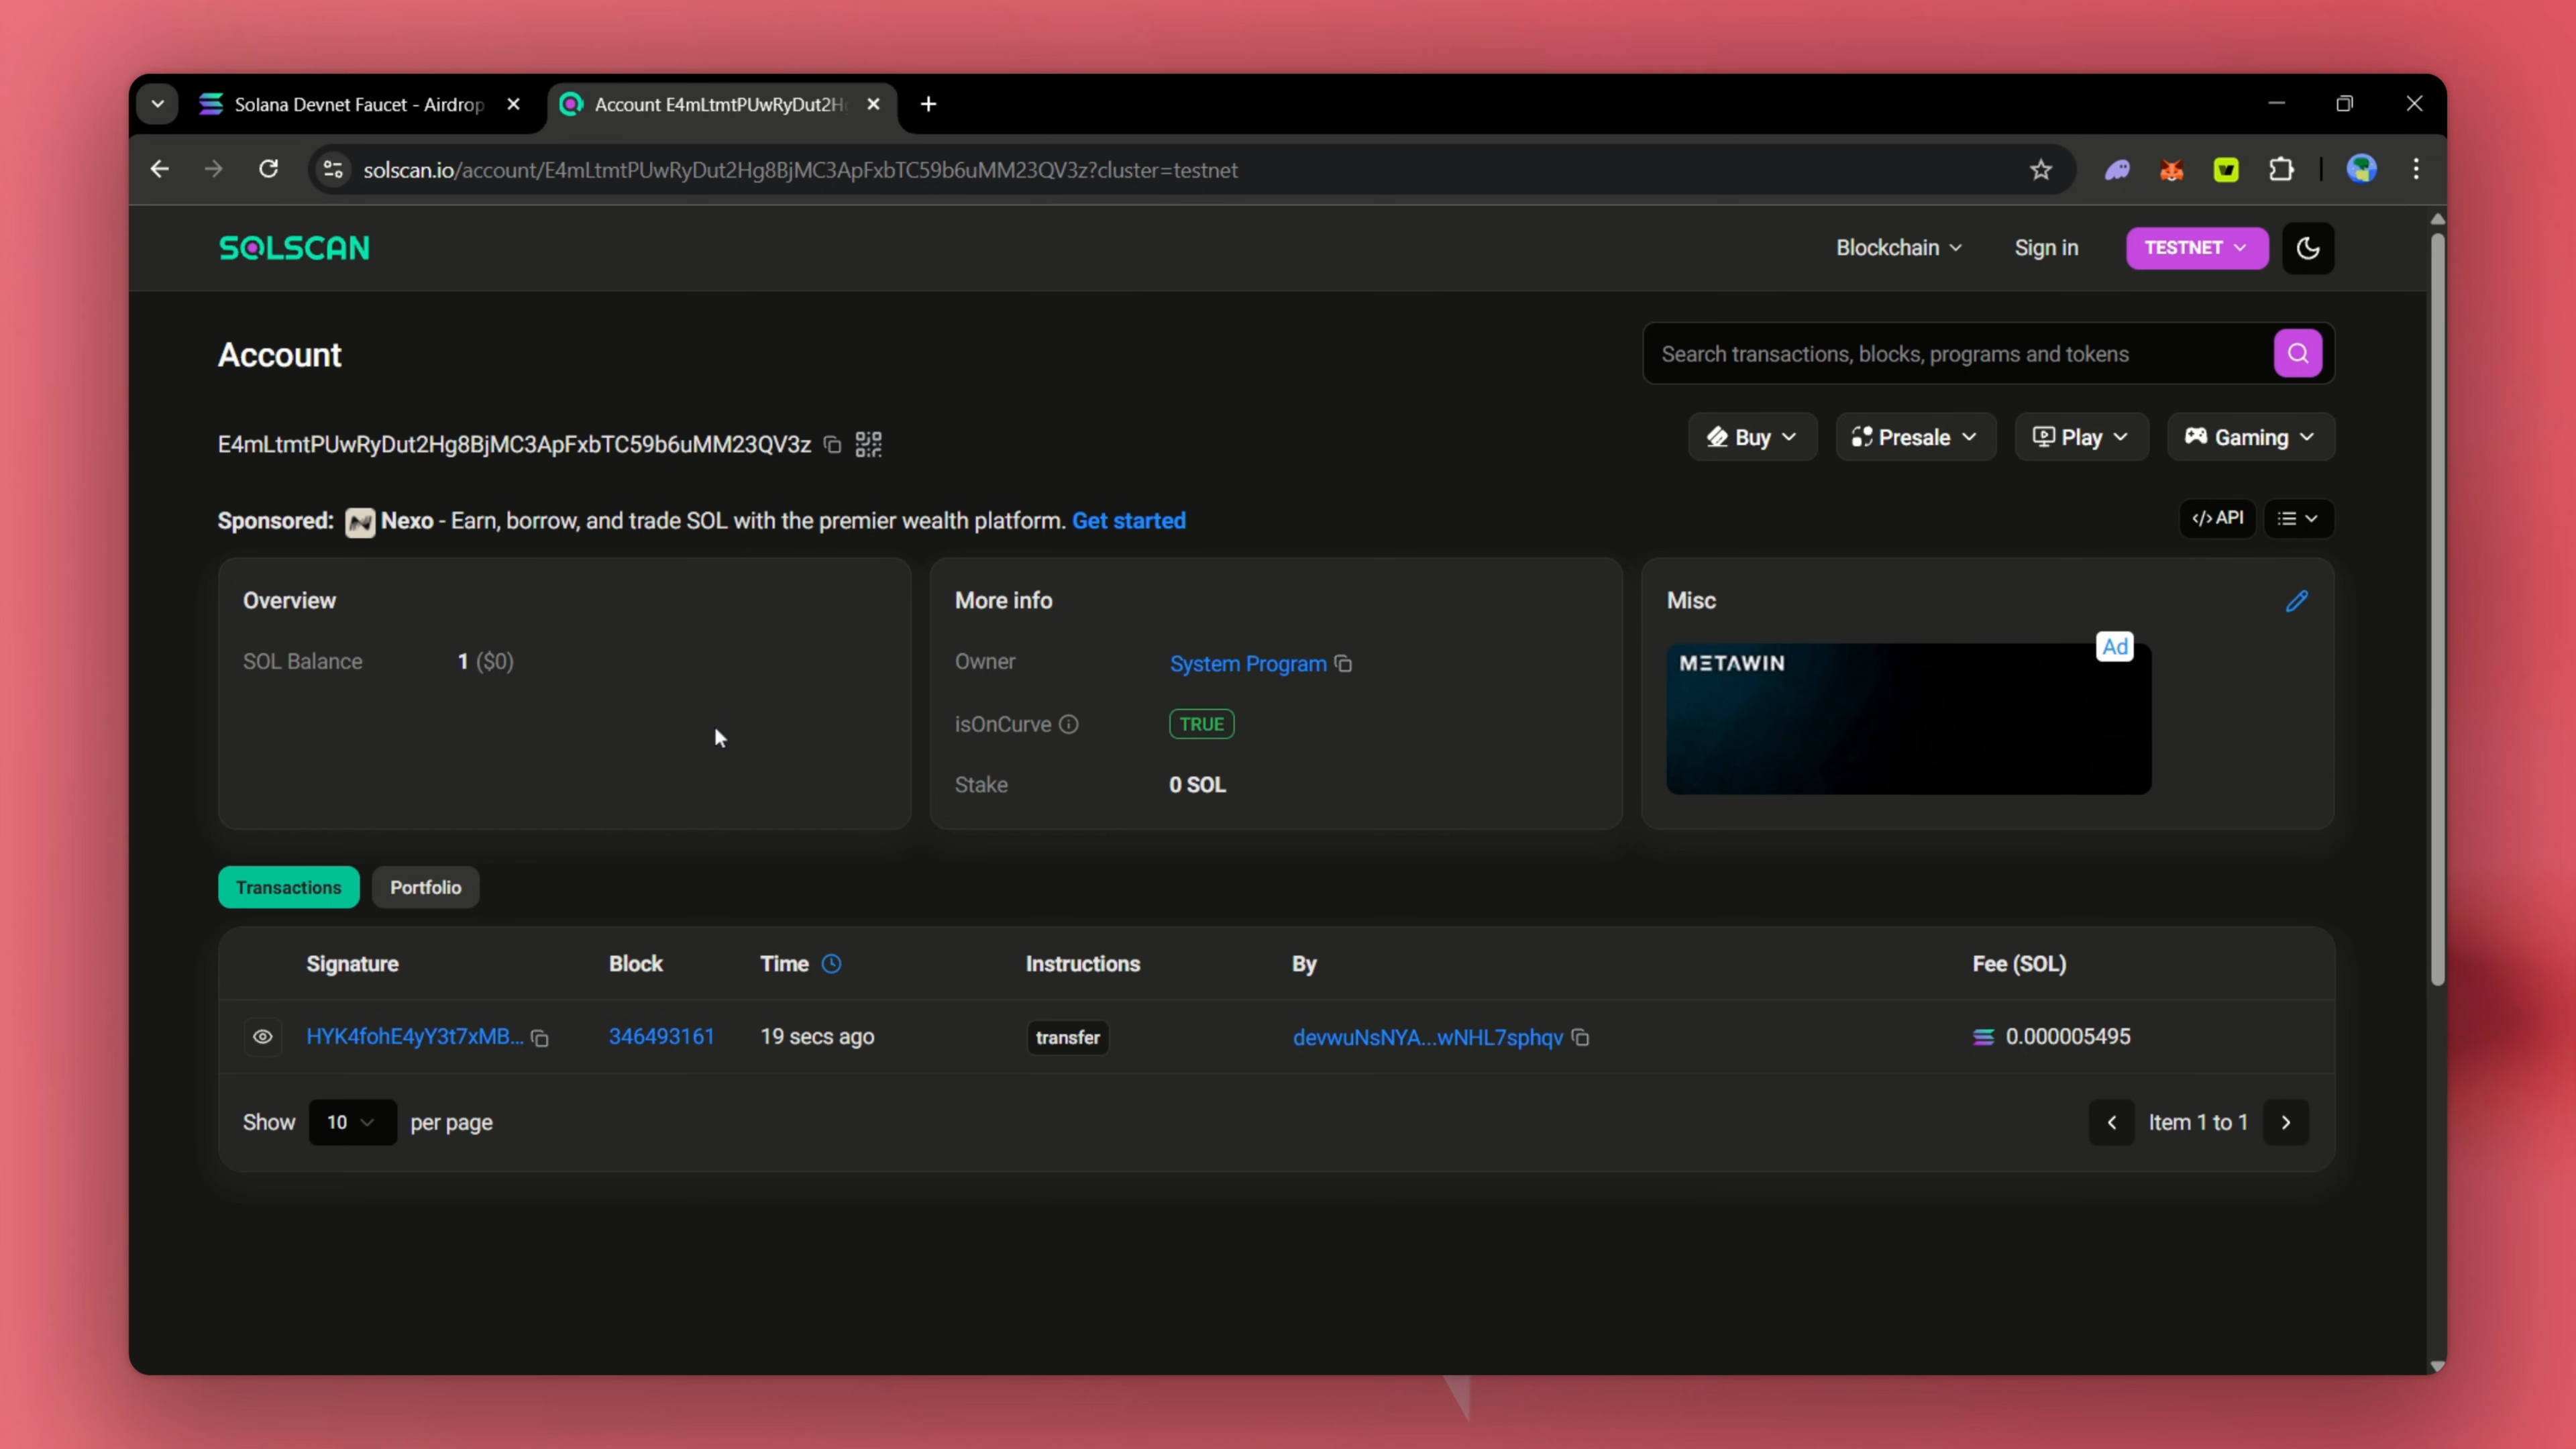 Solana Devnet Faucet - Airdrop
Account E4mLtmtPUwRyDut2H
solscan.io/account/E4mLtmtPUwRyDut2Hg8BjMC3ApFxbTC59b6uMM23QV3z?cluster=testnet
SOLSCAN
Blockchain
Sign in
TESTNET
Account
Search transactions, blocks, programs and tokens
E4mLtmtPUwRyDut2Hg8BjMC3ApFxbTC59b6uMM23QV3z
Buy
Presale
Play
Gaming
Sponsored: Nexo - Earn, borrow, and trade SOL with the premier wealth platform. Get started
</> API
Overview
SOL Balance 1 ($0)
More info
Owner System Program
isOnCurve TRUE
Stake 0 SOL
Misc
Ad
METAWIN
Transactions
Portfolio
Signature Block Time Instructions By Fee (SOL)
HYK4fohE4yY3t7xMB... 346493161 19 secs ago transfer devwuNsNYA...wNHL7sphqv 0.000005495
Show 10 per page
Item 1 to 1